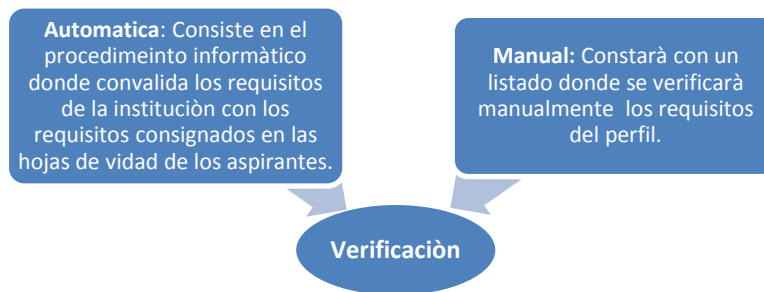 Automatica: Consiste en el
procedimeinto informàtico
donde convalida los requisitos
de la instituciòn con los
requisitos consignados en las
hojas de vidad de los aspirantes.
Manual: Constarà con un
listado donde se verificarà
manualmente los requisitos
del perfil.
Verificaciòn